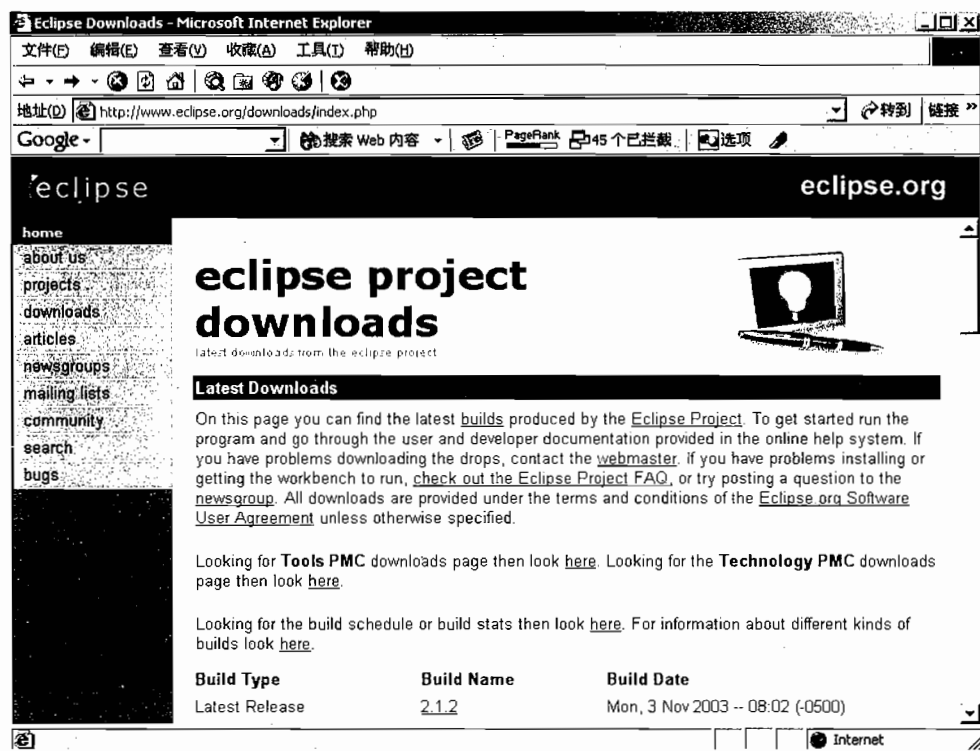 Eclipse Downloads - Microsoft Internet Explorer
文件(F) 编辑(E) 查看(V) 收藏(A) 工具(T) 帮助(H)
地址(D) http://www.eclipse.org/downloads/index.php 转到 链接 »
Google 搜索 Web 内容 PageRank 45 个已拦截 选项
eclipse eclipse.org
home
about us
projects
downloads
articles
newsgroups
mailing lists
community
search
bugs
eclipse project
downloads
latest downloads from the eclipse project
Latest Downloads
On this page you can find the latest builds produced by the Eclipse Project. To get started run the
program and go through the user and developer documentation provided in the online help system. If
you have problems downloading the drops, contact the webmaster. if you have problems installing or
getting the workbench to run, check out the Eclipse Project FAQ, or try posting a question to the
newsgroup. All downloads are provided under the terms and conditions of the Eclipse.org Software
User Agreement unless otherwise specified.
Looking for Tools PMC downloads page then look here. Looking for the Technology PMC downloads
page then look here.
Looking for the build schedule or build stats then look here. For information about different kinds of
builds look here.
Build Type Build Name Build Date
Latest Release 2.1.2 Mon, 3 Nov 2003 -- 08:02 (-0500)
Internet